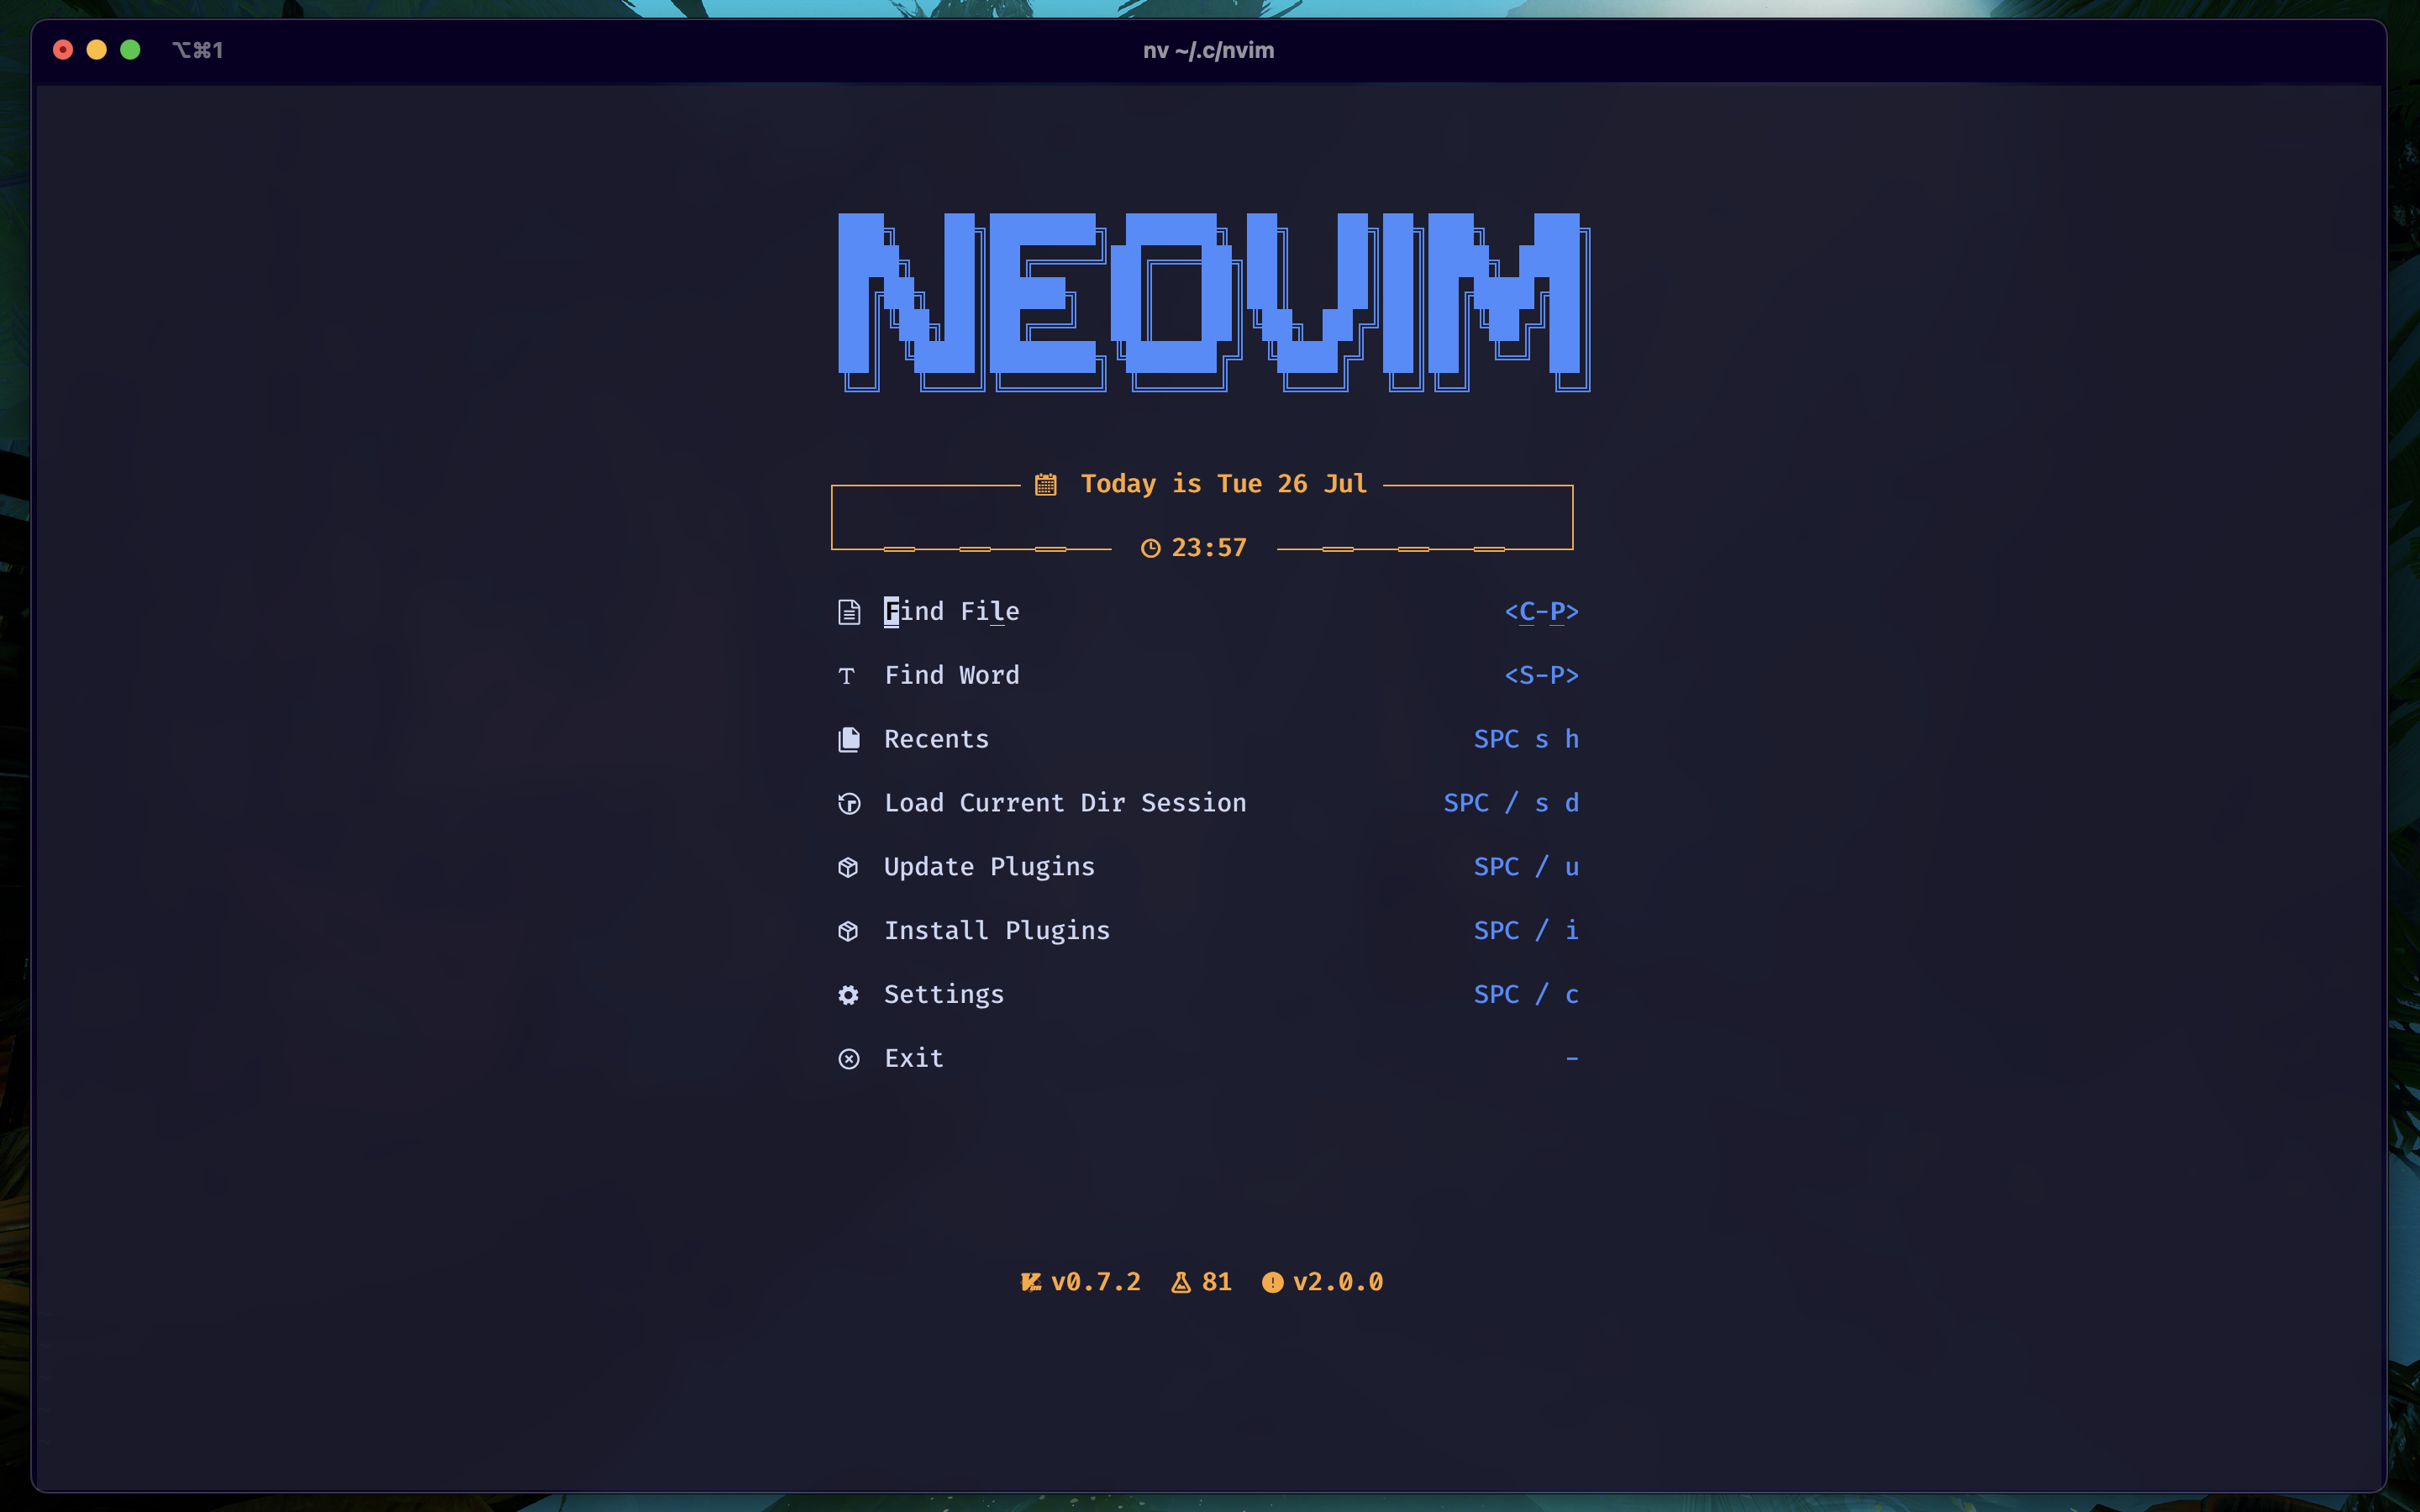 ⌥⌘1
nv ~/.c/nvim
NEOVIM
Today is Tue 26 Jul
23:57
Find File <C-P>
T Find Word <S-P>
Recents SPC s h
Load Current Dir Session SPC / s d
Update Plugins SPC / u
Install Plugins SPC / i
Settings SPC / c
Exit -
v0.7.2 81 v2.0.0